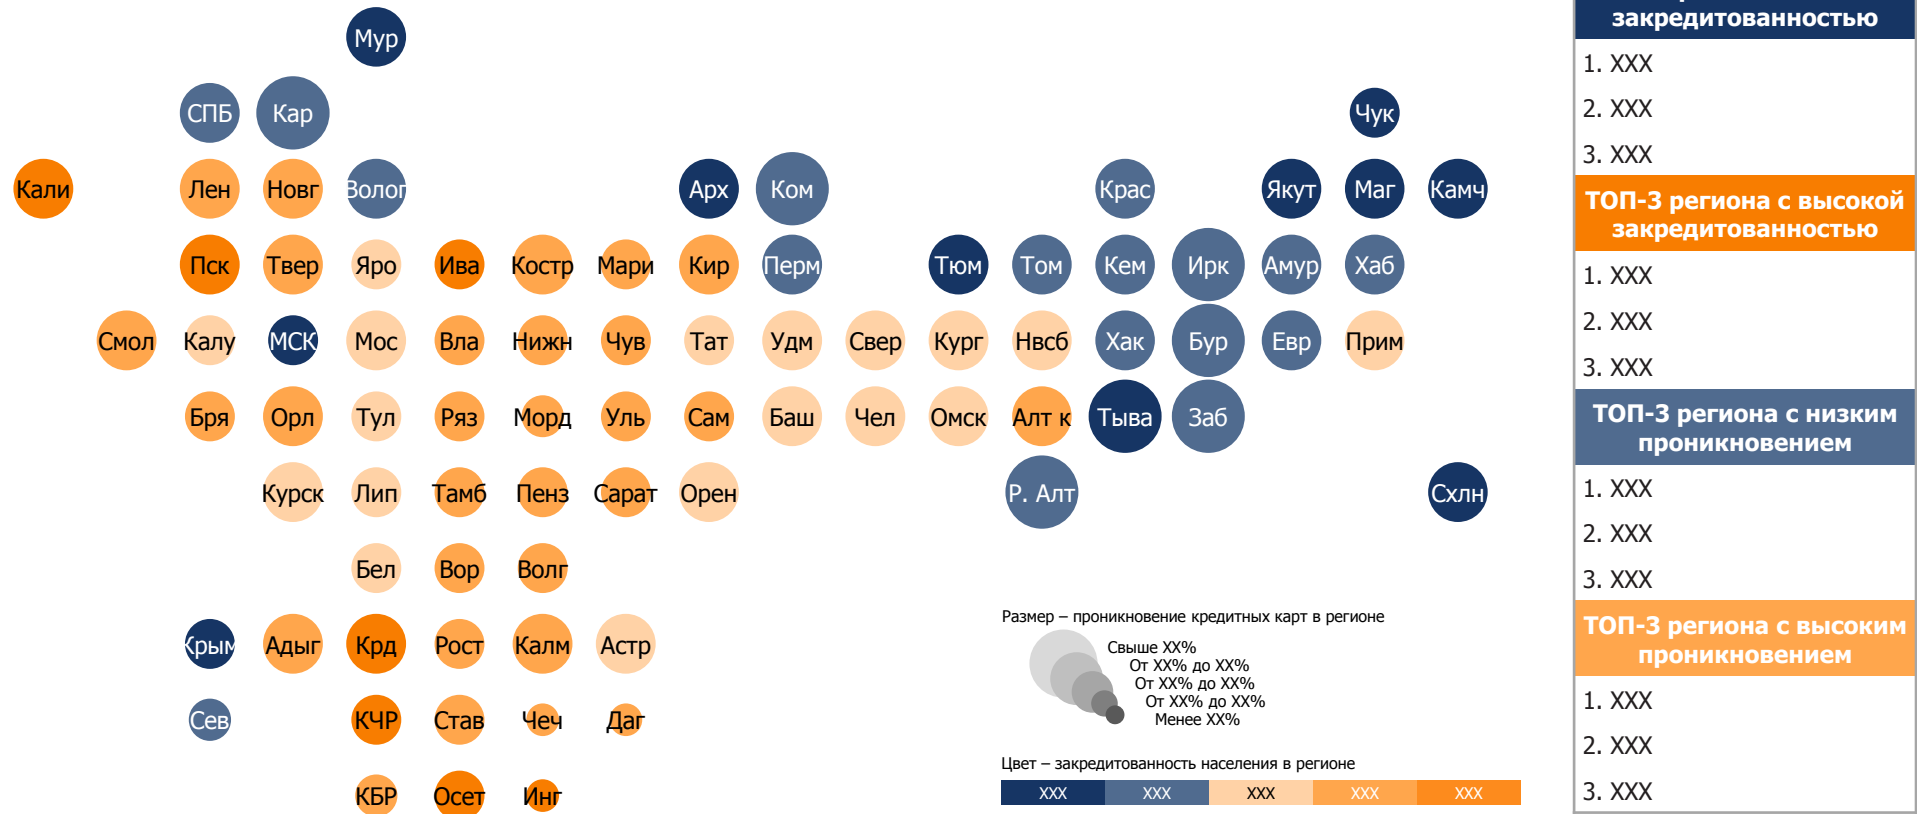 Мур
СПБ Кар Чук
Кали Лен Новг Волог Арх Ком Крас Якут Маг Камч
Пск Твер Яро Ива Костр Мари Кир Перм Тюм Том Кем Ирк Амур Хаб
Смол Калу МСК Мос Вла Нижн Чув Тат Удм Свер Кург Нвсб Хак Бур Евр Прим
Бря Орл Тул Ряз Морд Уль Сам Баш Чел Омск Алт к Тыва Заб
Курск Лип Тамб Пенз Сарат Орен Р. Алт Схлн
Бел Вор Волг
Крым Адыг Крд Рост Калм Астр
Сев КЧР Став Чеч Даг
КБР Осет Инг
Размер – проникновение кредитных карт в регионе
Свыше XX%
От XX% до XX%
От XX% до XX%
От XX% до XX%
Менее XX%
Цвет – закредитованность населения в регионе
XXX XXX XXX XXX XXX
закредитованностью
1. XXX
2. XXX
3. XXX
ТОП-3 региона с высокой
закредитованностью
1. XXX
2. XXX
3. XXX
ТОП-3 региона с низким
проникновением
1. XXX
2. XXX
3. XXX
ТОП-3 региона с высоким
проникновением
1. XXX
2. XXX
3. XXX